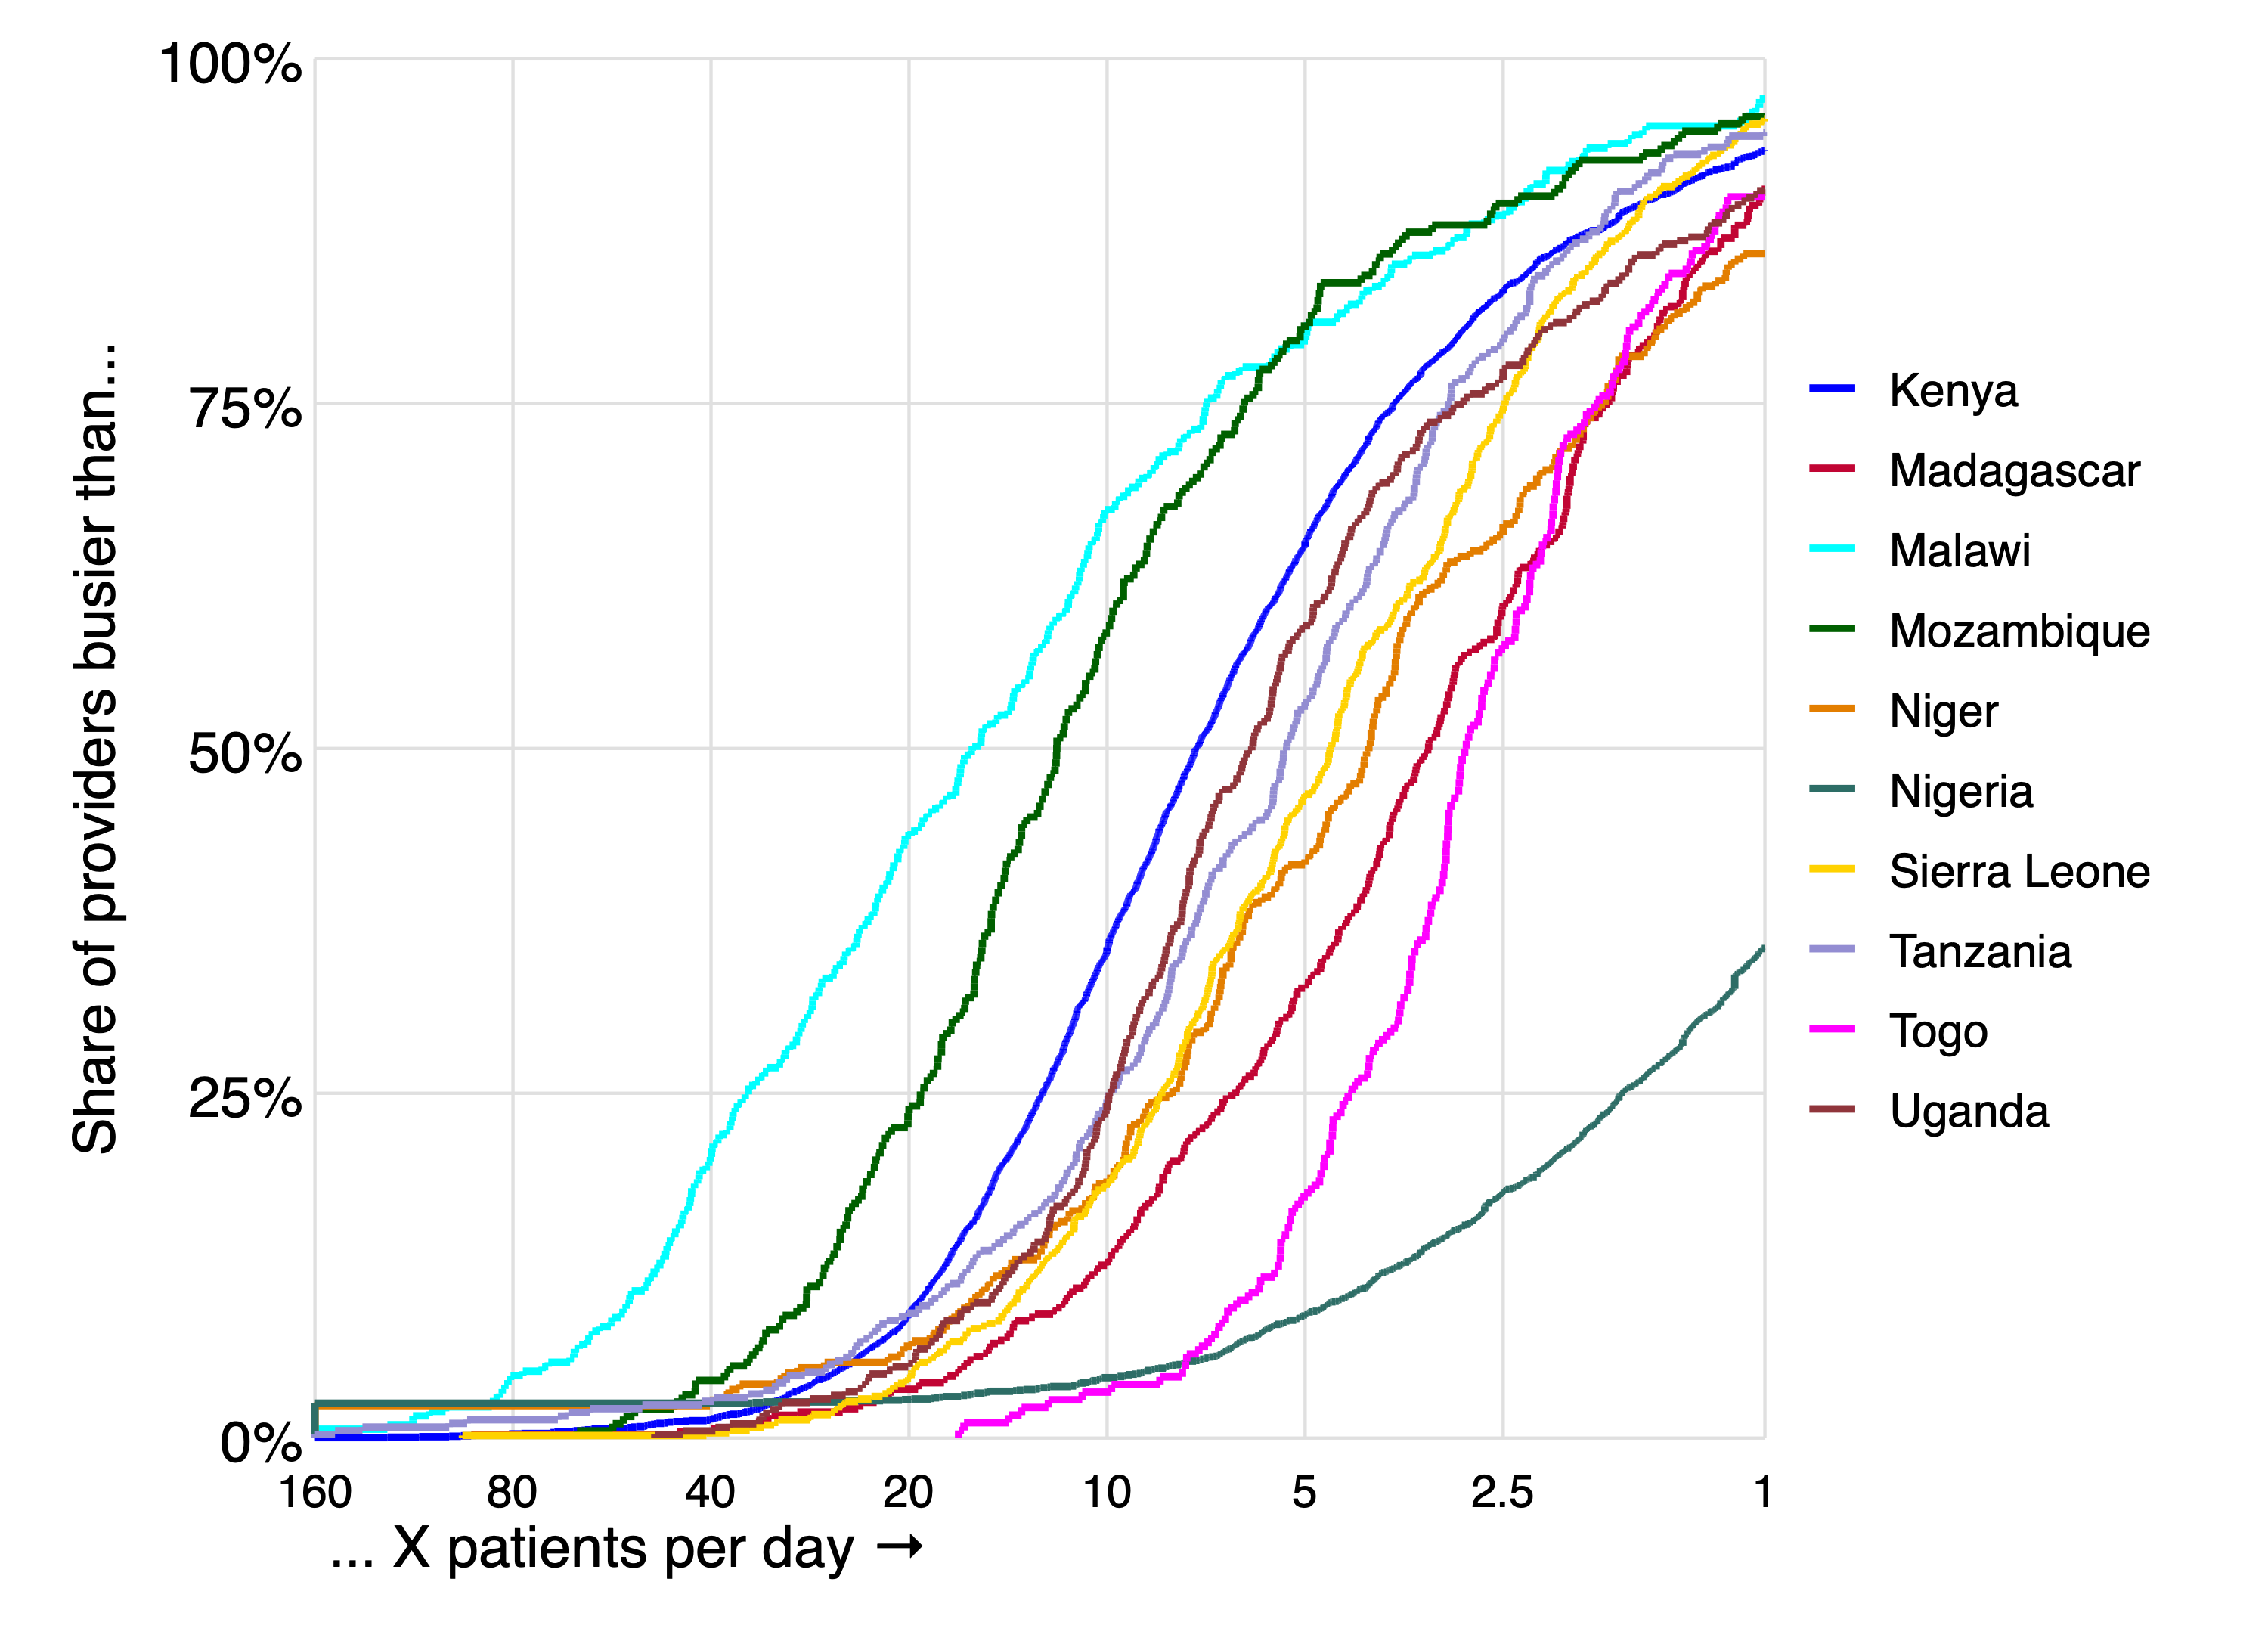 Share of providers busier than...
100%
75%
50%
25%
0%
160 80 40 20 10 5 2.5 1
... X patients per day →
Kenya
Madagascar
Malawi
Mozambique
Niger
Nigeria
Sierra Leone
Tanzania
Togo
Uganda